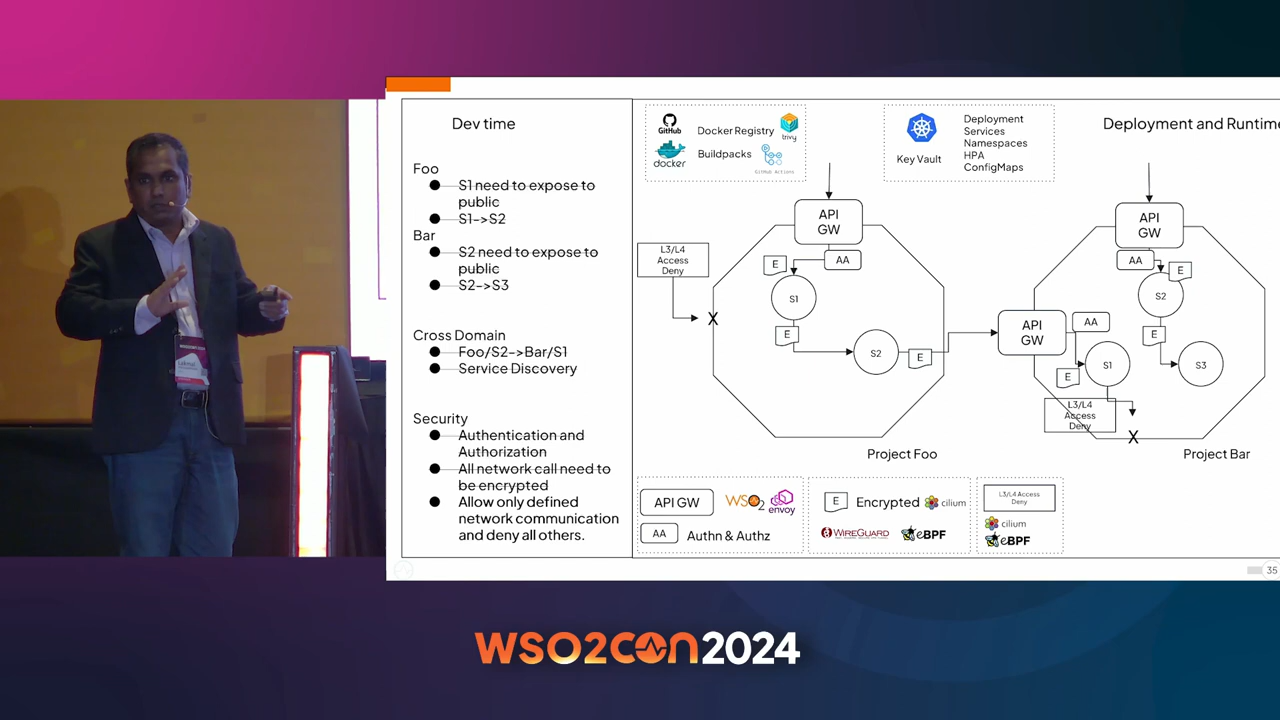 Dev time
Foo
S1 need to expose to
public
S1->S2
Bar
S2 need to expose to
public
S2->S3
Cross Domain
Foo/S2->Bar/S1
Service Discovery
Security
Authentication and
Authorization
All network call need to
be encrypted
Allow only defined
network communication
and deny all others.
GitHub
Docker Registry
trivy
docker
Buildpacks
GitHub Actions
Key Vault
Deployment
Services
Namespaces
HPA
ConfigMaps
Deployment and Runtime
API
GW
AA
E
S1
E
S2
E
L3/L4
Access
Deny
X
Project Foo
API
GW
AA
E
S2
E
S3
API
GW
AA
E
S1
L3/L4
Access
Deny
X
Project Bar
API GW
WSO2
envoy
AA
Authn & Authz
E
Encrypted
cilium
WIREGUARD
eBPF
L3/L4 Access
Deny
cilium
eBPF
35
WSO2CON2024